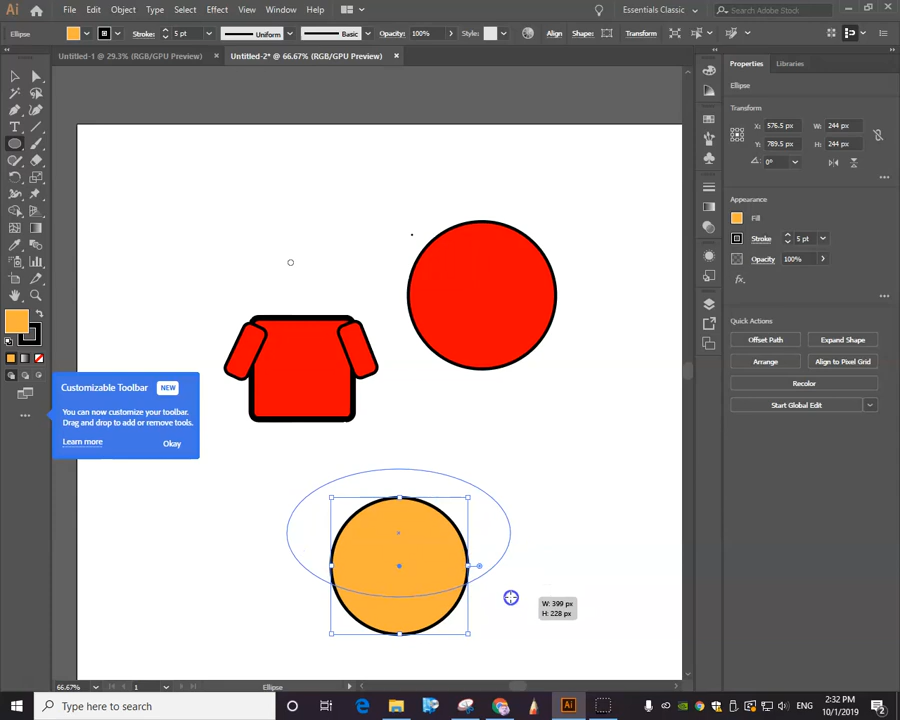 Ai File Edit Object Type Select Effect View Window Help Essentials Classic Search Adobe Stock
Ellipse Stroke: 5 pt Uniform Basic Opacity: 100% Style: Align Shape: Transform
Untitled-1 @ 29.3% (RGB/GPU Preview) × Untitled-2* @ 66.67% (RGB/GPU Preview) ×
Properties Libraries
Ellipse
Transform
X: 576.5 px W: 244 px
Y: 789.5 px H: 244 px
0°
Appearance
Fill
Stroke 5 pt
Opacity 100%
fx.
Quick Actions
Offset Path Expand Shape
Arrange Align to Pixel Grid
Recolor
Start Global Edit
Customizable Toolbar NEW
You can now customize your toolbar.
Drag and drop to add or remove tools.
Learn more Okay
W: 399 px
H: 228 px
66.67% 1 Ellipse
Type here to search
Ai
2:32 PM
10/1/2019
2